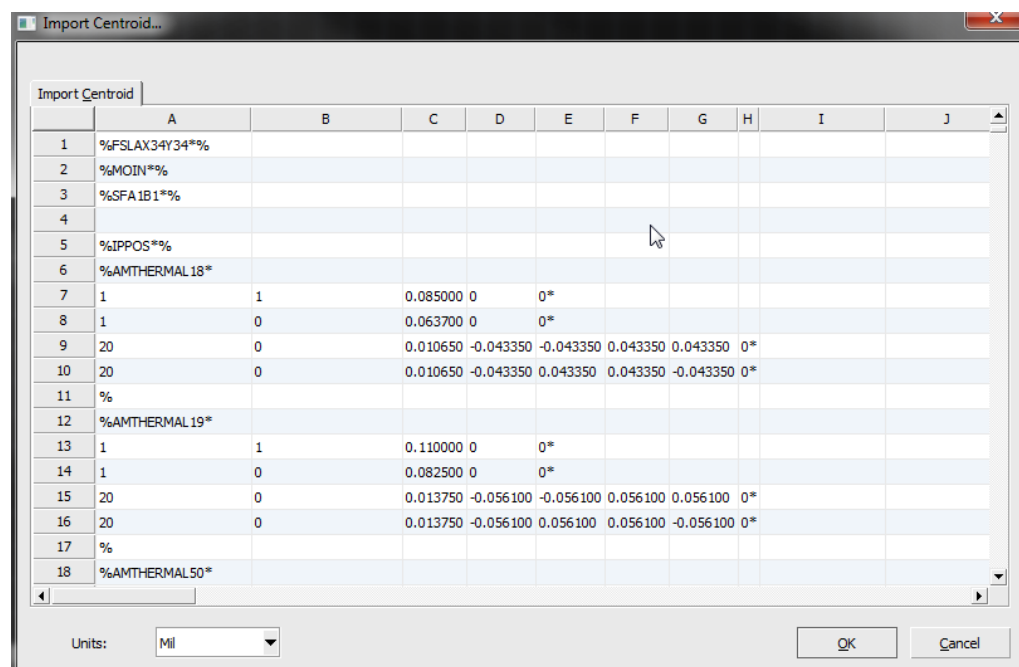 Import Centroid...
X
Import Centroid
A B C D E F G H I J
1 %FSLAX34Y34*%
2 %MOIN*%
3 %SFA1B1*%
4
5 %IPPOS*%
6 %AMTHERMAL18*
7 1 1 0.085000 0 0*
8 1 0 0.063700 0 0*
9 20 0 0.010650 -0.043350 -0.043350 0.043350 0.043350 0*
10 20 0 0.010650 -0.043350 0.043350 0.043350 -0.043350 0*
11 %
12 %AMTHERMAL19*
13 1 1 0.110000 0 0*
14 1 0 0.082500 0 0*
15 20 0 0.013750 -0.056100 -0.056100 0.056100 0.056100 0*
16 20 0 0.013750 -0.056100 0.056100 0.056100 -0.056100 0*
17 %
18 %AMTHERMAL50*
Units: Mil OK Cancel